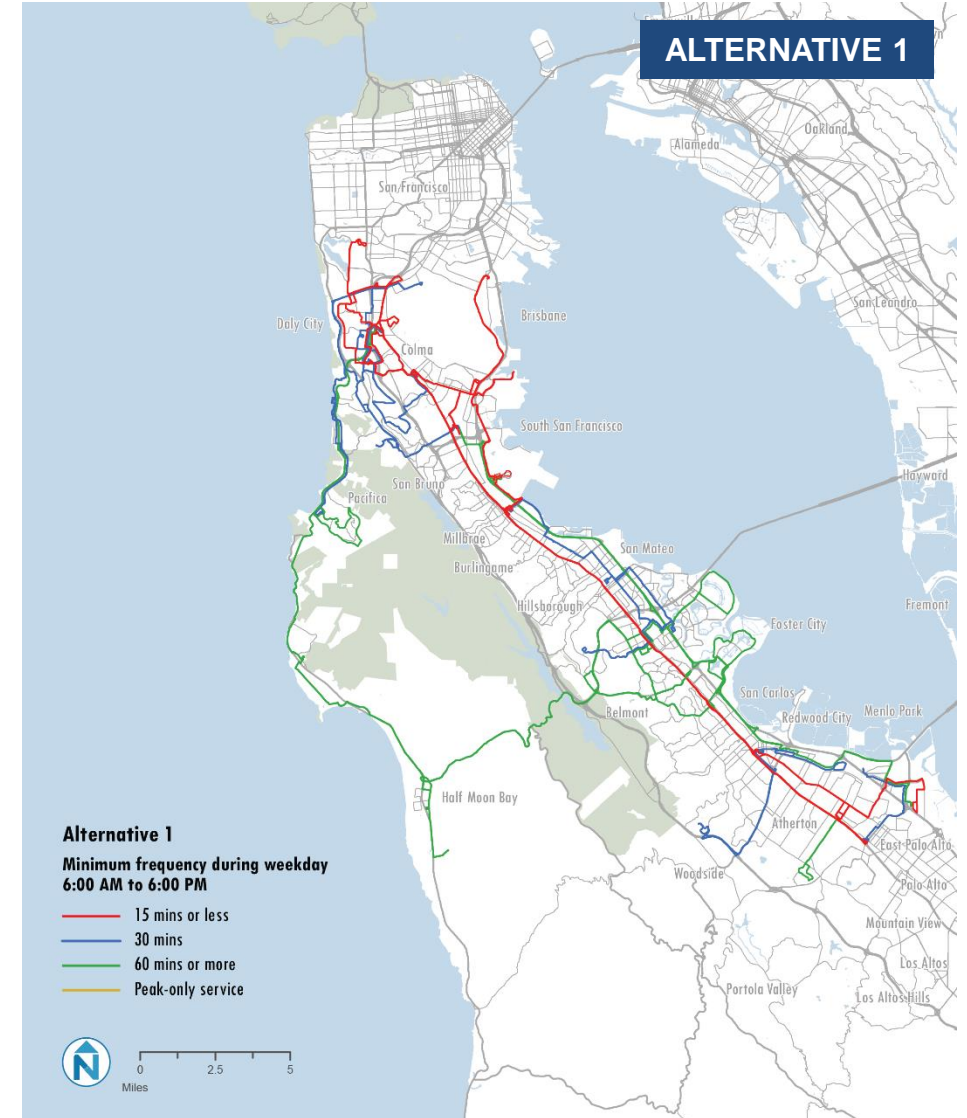 ALTERNATIVE 1
Oakland
Alameda
San Francisco
San Leandro
Daly City
Brisbane
Colma
South San Francisco
Hayward
San Bruno
Pacifica
Millbrae
San Mateo
Burlingame
Hillsborough
Fremont
Foster City
San Carlos
Belmont
Redwood City
Menlo Park
Half Moon Bay
Atherton
East Palo Alto
Woodside
Palo Alto
Mountain View
Los Altos
Portola Valley
Los Altos Hills
Alternative 1
Minimum frequency during weekday
6:00 AM to 6:00 PM
15 mins or less
30 mins
60 mins or more
Peak-only service
N
0 2.5 5
Miles